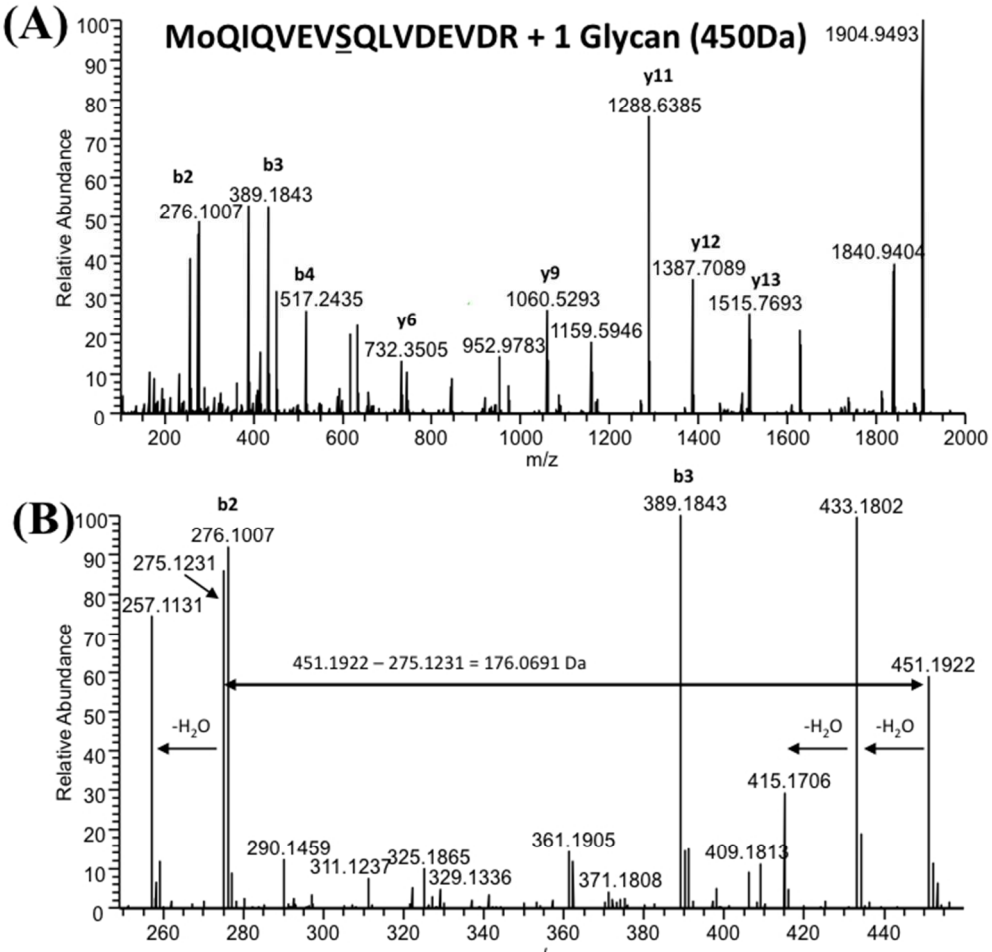 (A)
MoQIQVEVSQLVDEVDR + 1 Glycan (450Da)
1904.9493
y11
1288.6385
b3
b2
389.1843
276.1007
y12
1840.9404
1387.7089
b4
y9
y13
517.2435
1060.5293
1515.7693
y6
1159.5946
732.3505
952.9783
Relative Abundance
100
90
80
70
60
50
40
30
20
10
0
200 400 600 800 1000 1200 1400 1600 1800 2000
m/z
(B)
b3
b2
389.1843
433.1802
276.1007
275.1231
257.1131
451.1922 – 275.1231 = 176.0691 Da
451.1922
-H2O
-H2O
-H2O
415.1706
361.1905
290.1459
325.1865
409.1813
311.1237
329.1336
371.1808
Relative Abundance
100
90
80
70
60
50
40
30
20
10
0
260 280 300 320 340 360 380 400 420 440